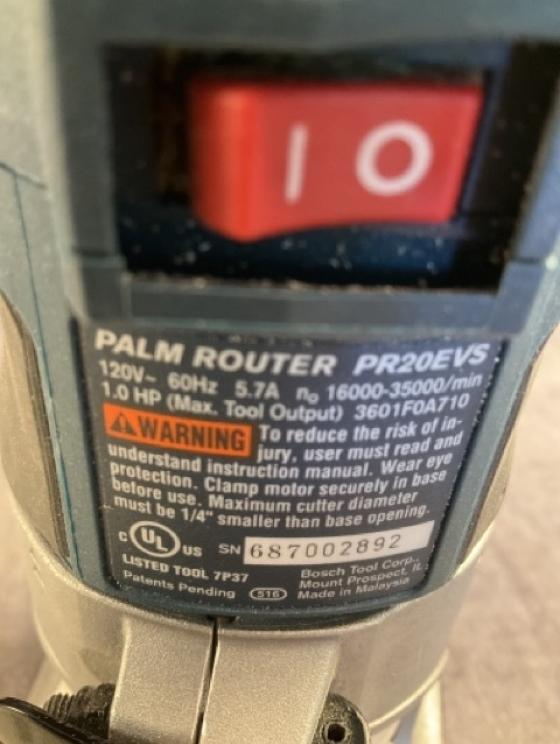 I O
PALM ROUTER PR20EVS
120V~ 60Hz 5.7A n₀ 16000-35000/min
1.0 HP (Max. Tool Output) 3601F0A710
WARNING To reduce the risk of in-
jury, user must read and
understand instruction manual. Wear eye
protection. Clamp motor securely in base
before use. Maximum cutter diameter
must be 1/4" smaller than base opening.
C UL US SN 687002892
LISTED TOOL 7P37
Patents Pending 516
Bosch Tool Corp.,
Mount Prospect, IL
Made in Malaysia